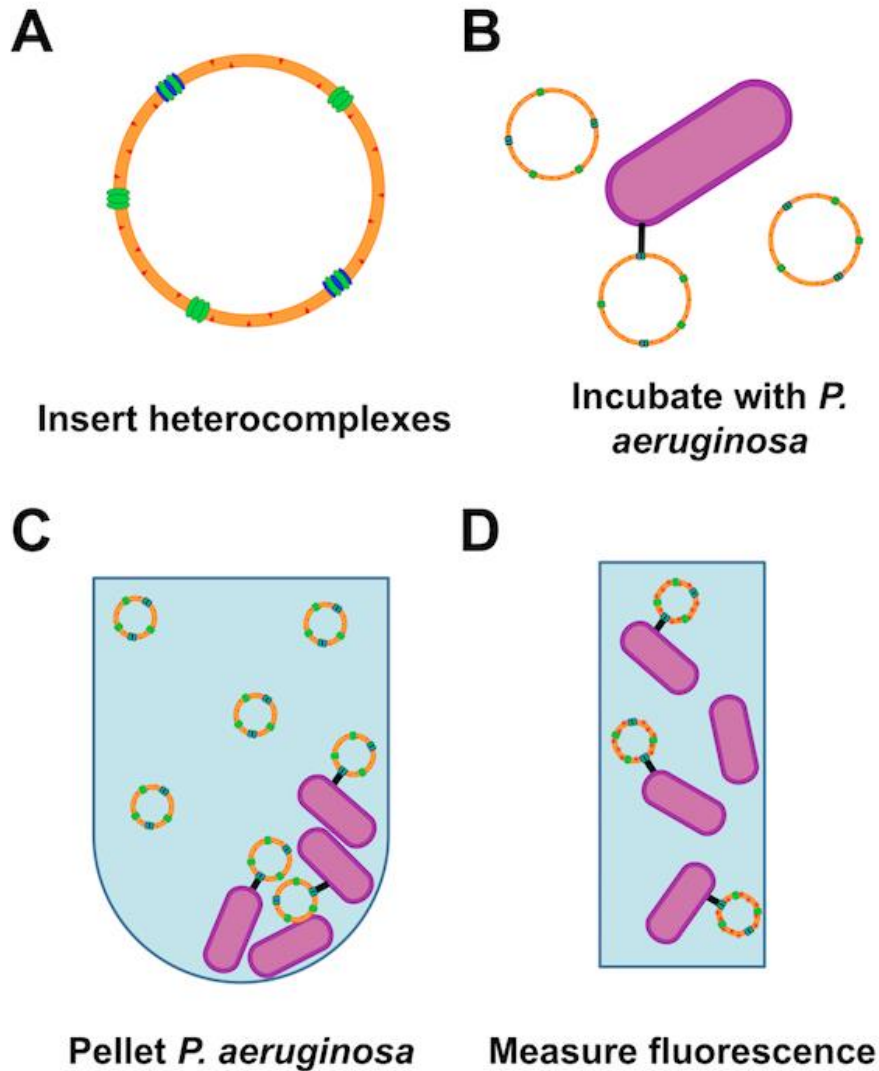 A
B
Insert heterocomplexes
Incubate with P.
aeruginosa
C
D
Pellet P. aeruginosa
Measure fluorescence